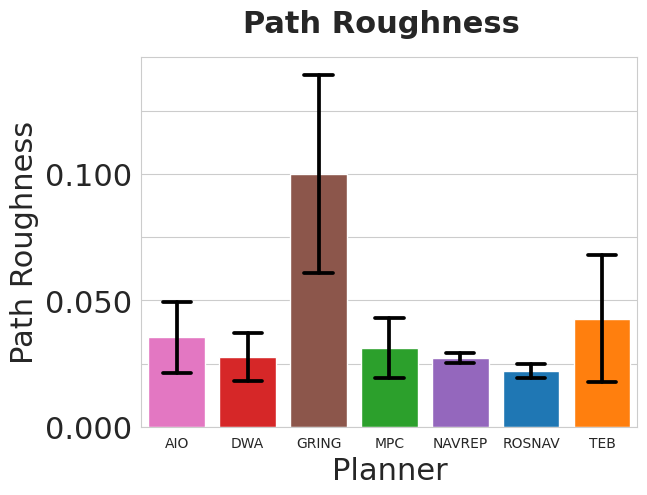 Path Roughness
Path Roughness
0.100
0.050
0.000
AIO DWA GRING MPC NAVREP ROSNAV TEB
Planner